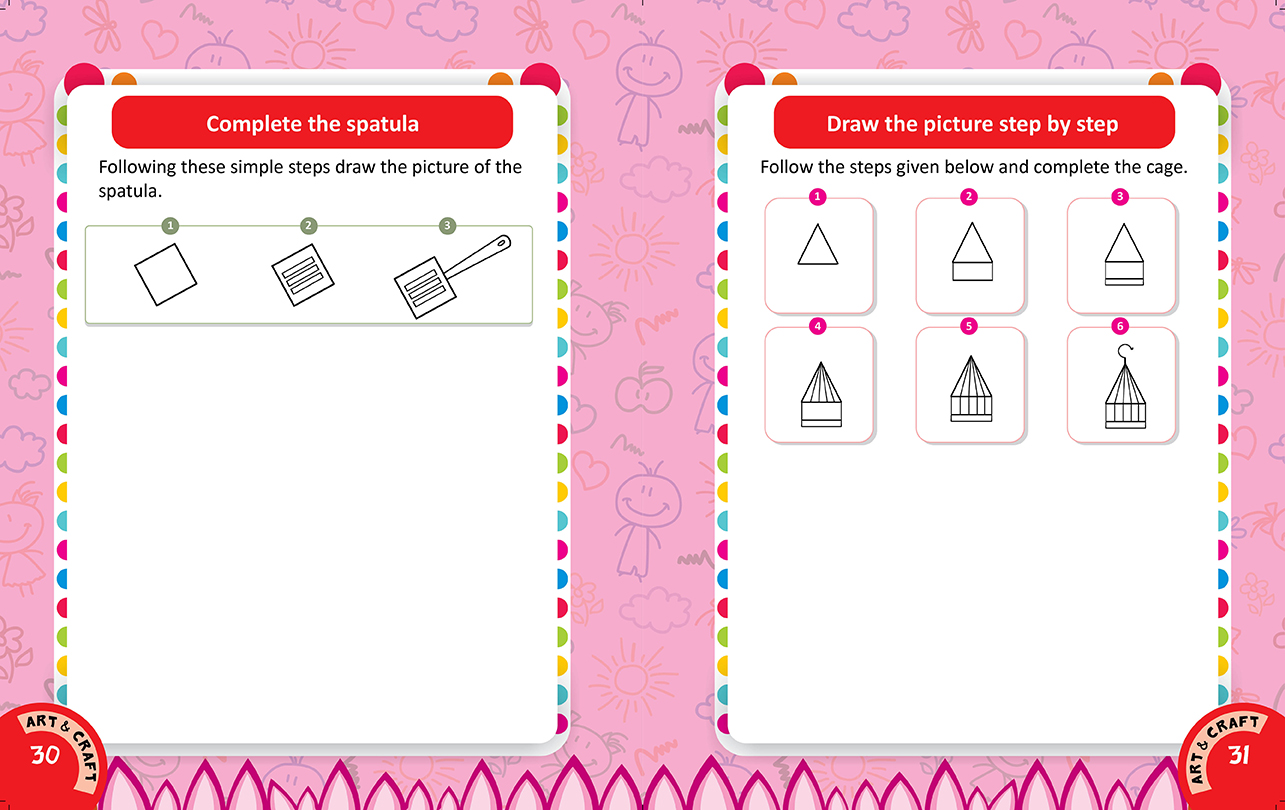 Complete the spatula
Following these simple steps draw the picture of the
spatula.
1
2
3
ART & CRAFT
30
Draw the picture step by step
Follow the steps given below and complete the cage.
1
2
3
4
5
6
ART & CRAFT
31